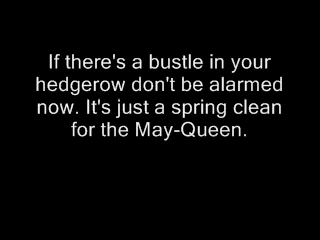 If there's a bustle in your
hedgerow don't be alarmed
now. It's just a spring clean
for the May-Queen.